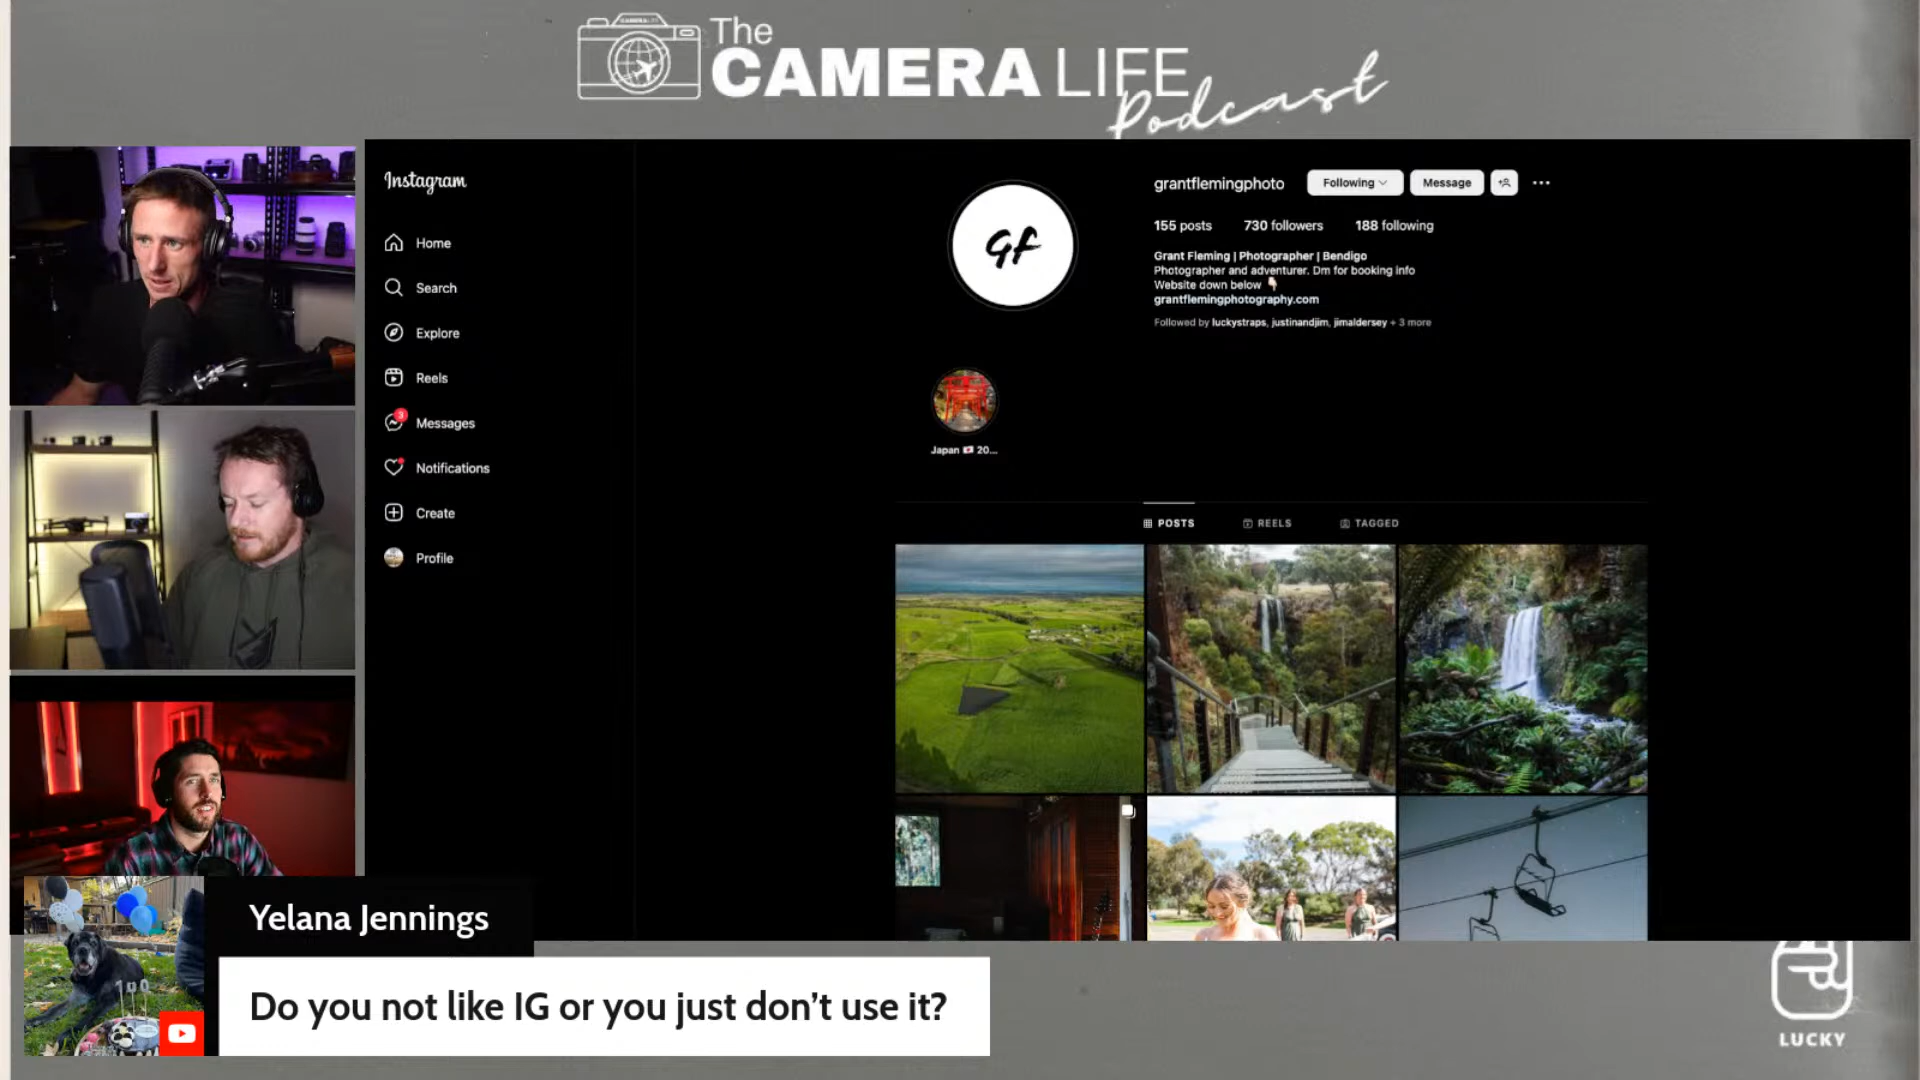 The
CAMERA LIFE
Podcast
Instagram
Home
Search
Explore
Reels
3
Messages
Notifications
Create
Profile
GF
grantflemingphoto
Following
Message
155 posts
730 followers
188 following
Grant Fleming | Photographer | Bendigo
Photographer and adventurer. Dm for booking info
Website down below 👇🏻
grantflemingphotography.com
Followed by luckystraps, justinandjim, jimaldersey + 3 more
Japan 🇯🇵 20...
POSTS
REELS
TAGGED
Yelana Jennings
Do you not like IG or you just don't use it?
100
LUCKY